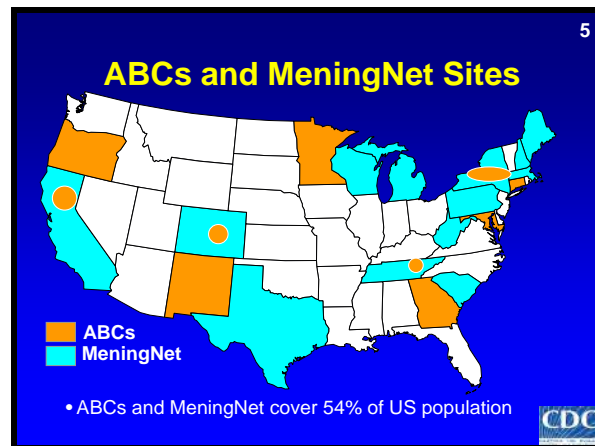 5
ABCs and MeningNet Sites
ABCs
MeningNet
• ABCs and MeningNet cover 54% of US population
CDC